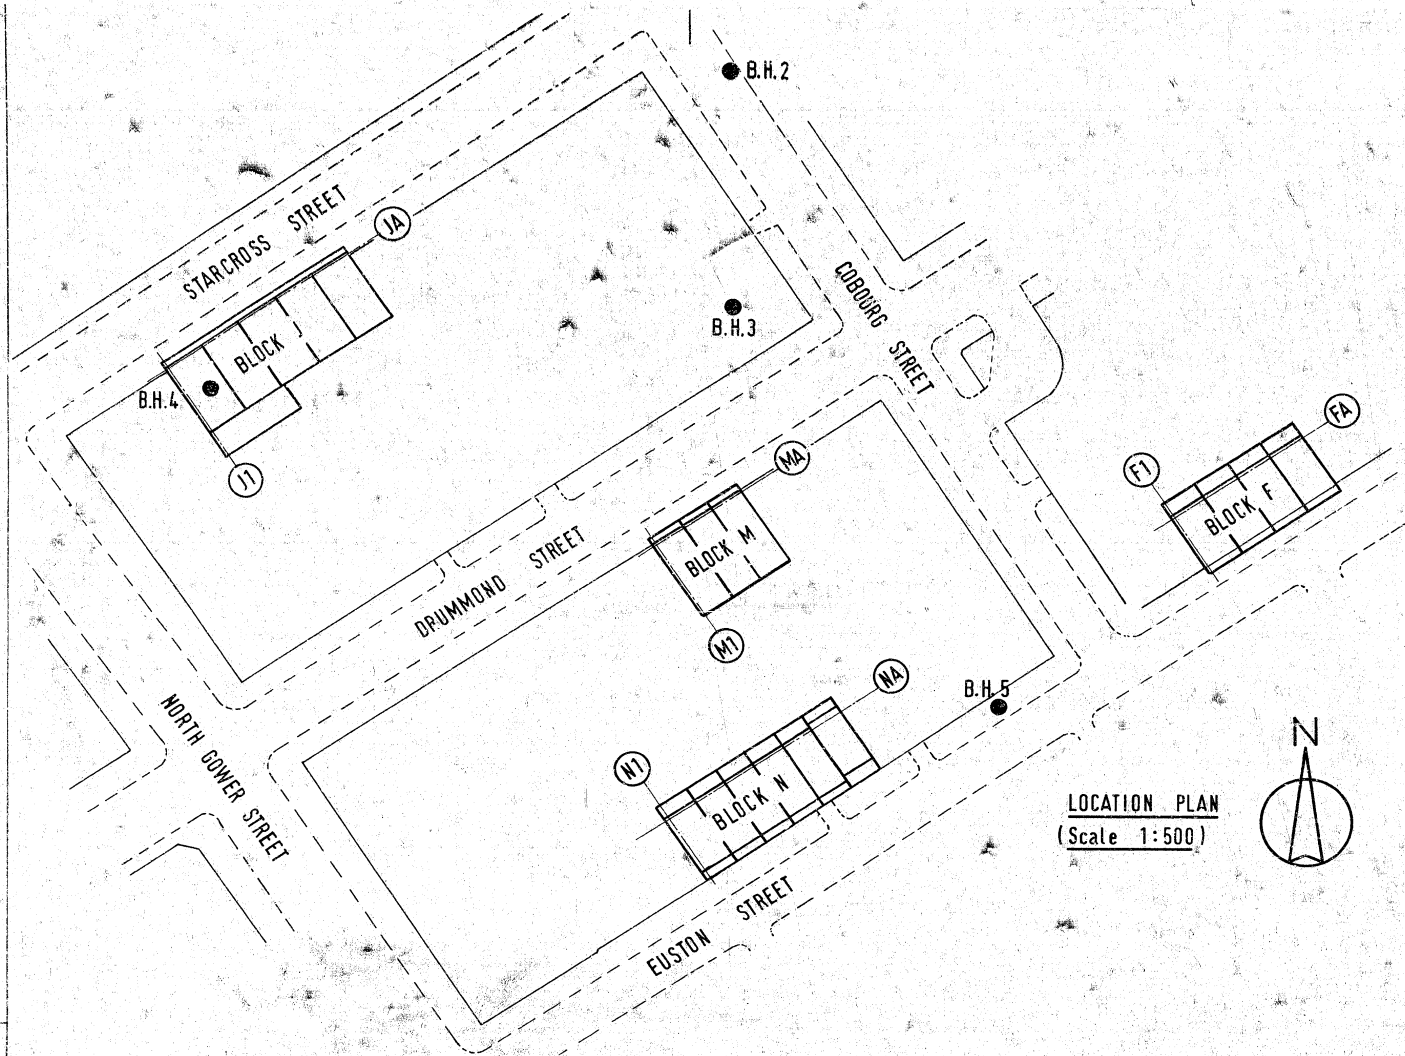 B.H.2
STARCROSS STREET
JA
COBOURG STREET
B.H.3
BLOCK J
B.H.4
J1
FA
F1
BLOCK F
MA
DRUMMOND STREET
BLOCK M
M1
NA
B.H.5
NORTH GOWER STREET
N1
BLOCK N
N
LOCATION PLAN
(Scale 1:500)
EUSTON STREET